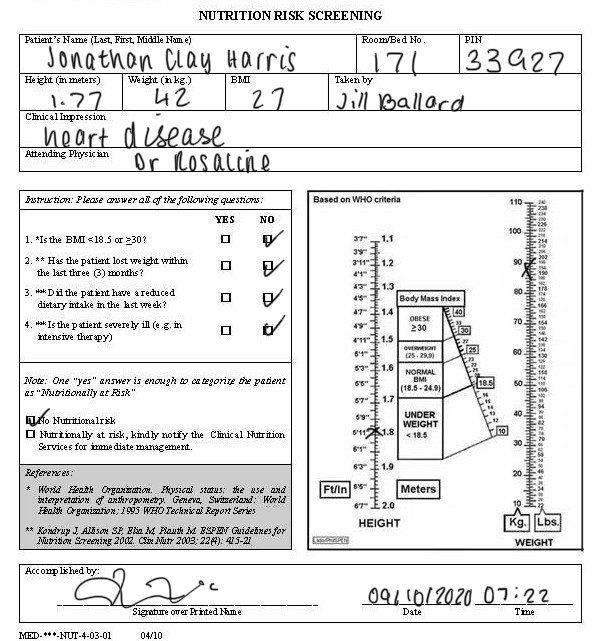 NUTRITION RISK SCREENING
Patient's Name (Last, First, Middle Name) Room/Bed No. PIN
Jonathan Clay Harris 171 33927
Height (in meters) Weight (in kg.) BMI Taken by
1.77 42 27 Jill Ballard
Clinical Impression
heart disease
Attending Physician
Dr Rosaline
Instruction: Please answer all of the following questions:
YES NO
1. *Is the BMI <18.5 or ≥30?
2. ** Has the patient lost weight within
the last three (3) months?
3. ** Did the patient have a reduced
dietary intake in the last week?
4. ** Is the patient severely ill (e.g. in
intensive therapy)
Note: One "yes" answer is enough to categorize the patient
as "Nutritionally at Risk"
No Nutritional risk
Nutritionally at risk, kindly notify the Clinical Nutrition
Services for immediate management.
References:
* World Health Organization. Physical status: the use and
interpretation of anthropometry. Geneva, Switzerland: World
Health Organization; 1995 WHO Technical Report Series
** Kondrup J, Allison SP, Elia M, Plauth M. ESPEN Guidelines for
Nutrition Screening 2002. Clin Nutr 2003; 22(4): 415-21
Based on WHO criteria
3'7" 1.1
3'9"
3'11" 1.2
4'1"
4'3" 1.3
4'5"
4'7" 1.4
4'9"
4'11" 1.5
5'1"
5'3" 1.6
5'5"
5'7" 1.7
5'9"
5'11" 1.8
6'1"
6'3" 1.9
6'5"
6'7" 2.0
Ft/In Meters
HEIGHT
Body Mass Index
OBESE
≥30
OVERWEIGHT
(25 - 29,9)
NORMAL
BMI
(18.5 - 24.9)
UNDER
WEIGHT
< 18.5
40
30
25
18.5
10
110
100
90
80
70
60
50
40
30
20
10
Kg. Lbs.
WEIGHT
Accomplished by:
09/10/2020 07:22
Signature over Printed Name Date Time
MED-***-NUT-4-03-01 04/10